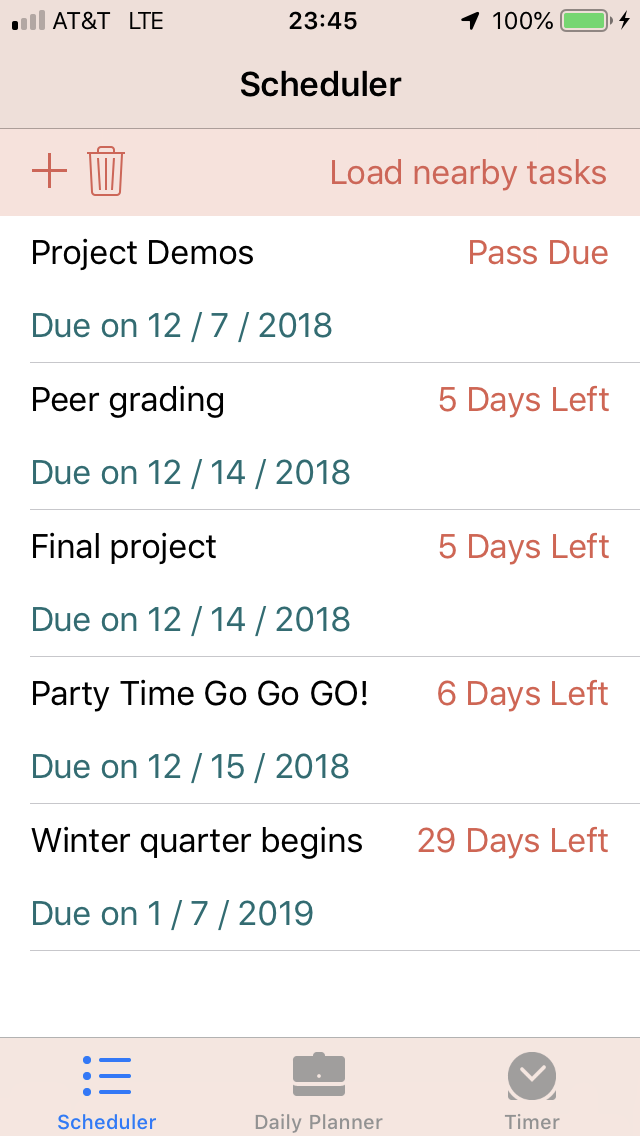 AT&T LTE 23:45 100%
Scheduler
Load nearby tasks
Project Demos Pass Due
Due on 12 / 7 / 2018
Peer grading 5 Days Left
Due on 12 / 14 / 2018
Final project 5 Days Left
Due on 12 / 14 / 2018
Party Time Go Go GO! 6 Days Left
Due on 12 / 15 / 2018
Winter quarter begins 29 Days Left
Due on 1 / 7 / 2019
Scheduler Daily Planner Timer